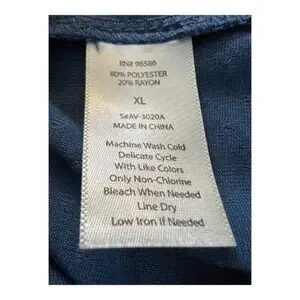 RN# 98586
80% POLYESTER
20% RAYON
XL
S#AV-3020A
MADE IN CHINA
Machine Wash Cold
Delicate Cycle
With Like Colors
Only Non-Chlorine
Bleach When Needed
Line Dry
Low Iron If Needed